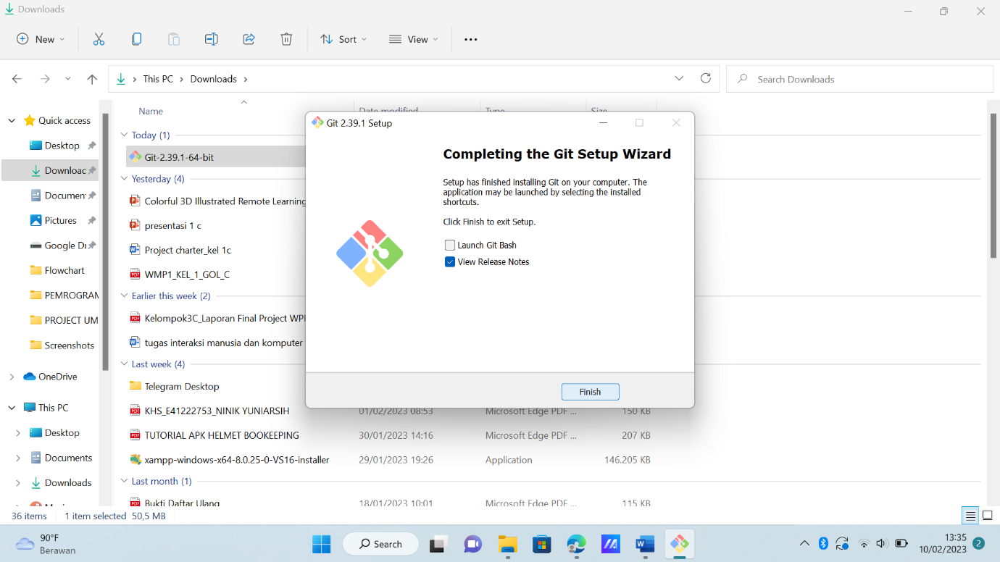 Downloads
New
Sort
View
This PC
Downloads
Search Downloads
Name
Date modified
Type
Size
Quick access
Desktop
Downloac
Documen
Pictures
Google Dr
Flowchart
PEMROGRAM
PROJECT UM
Screenshots
OneDrive
This PC
Desktop
Documents
Downloads
Today (1)
Git-2.39.1-64-bit
Yesterday (4)
Colorful 3D Illustrated Remote Learning
presentasi 1 c
Project charter_kel 1c
WMP1_KEL_1_GOL_C
Earlier this week (2)
Kelompok3C_Laporan Final Project WPI
tugas interaksi manusia dan komputer
Last week (4)
Telegram Desktop
KHS_E41222753_NINIK YUNIARSIH 01/02/2023 08:53 Microsoft Edge PDF ... 150 KB
TUTORIAL APK HELMET BOOKEEPING 30/01/2023 14:16 Microsoft Edge PDF ... 207 KB
xampp-windows-x64-8.0.25-0-VS16-installer 29/01/2023 19:26 Application 146.205 KB
Last month (1)
Bukti Daftar Ulang 18/01/2023 10:01 Microsoft Edge PDF ... 115 KB
Git 2.39.1 Setup
Completing the Git Setup Wizard
Setup has finished installing Git on your computer. The
application may be launched by selecting the installed
shortcuts.
Click Finish to exit Setup.
Launch Git Bash
View Release Notes
Finish
36 items 1 item selected 50,5 MB
90°F
Berawan
Search
13:35
10/02/2023
2